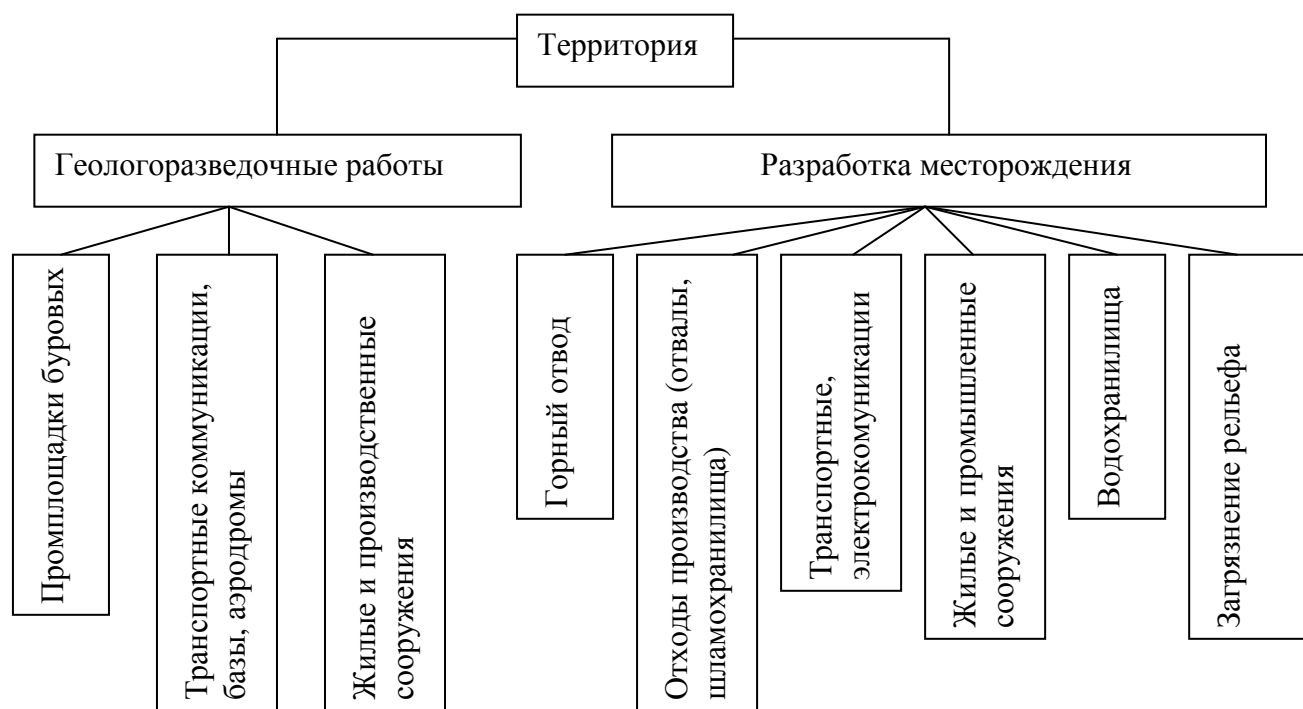 Территория
Геологоразведочные работы
Разработка месторождения
Промплощадки буровых
Транспортные коммуникации,
базы, аэродромы
Жилые и производственные
сооружения
Горный отвод
Отходы производства (отвалы,
шламохранилища)
Транспортные,
электрокомуникации
Жилые и промышленные
сооружения
Водохранилища
Загрязнение рельефа